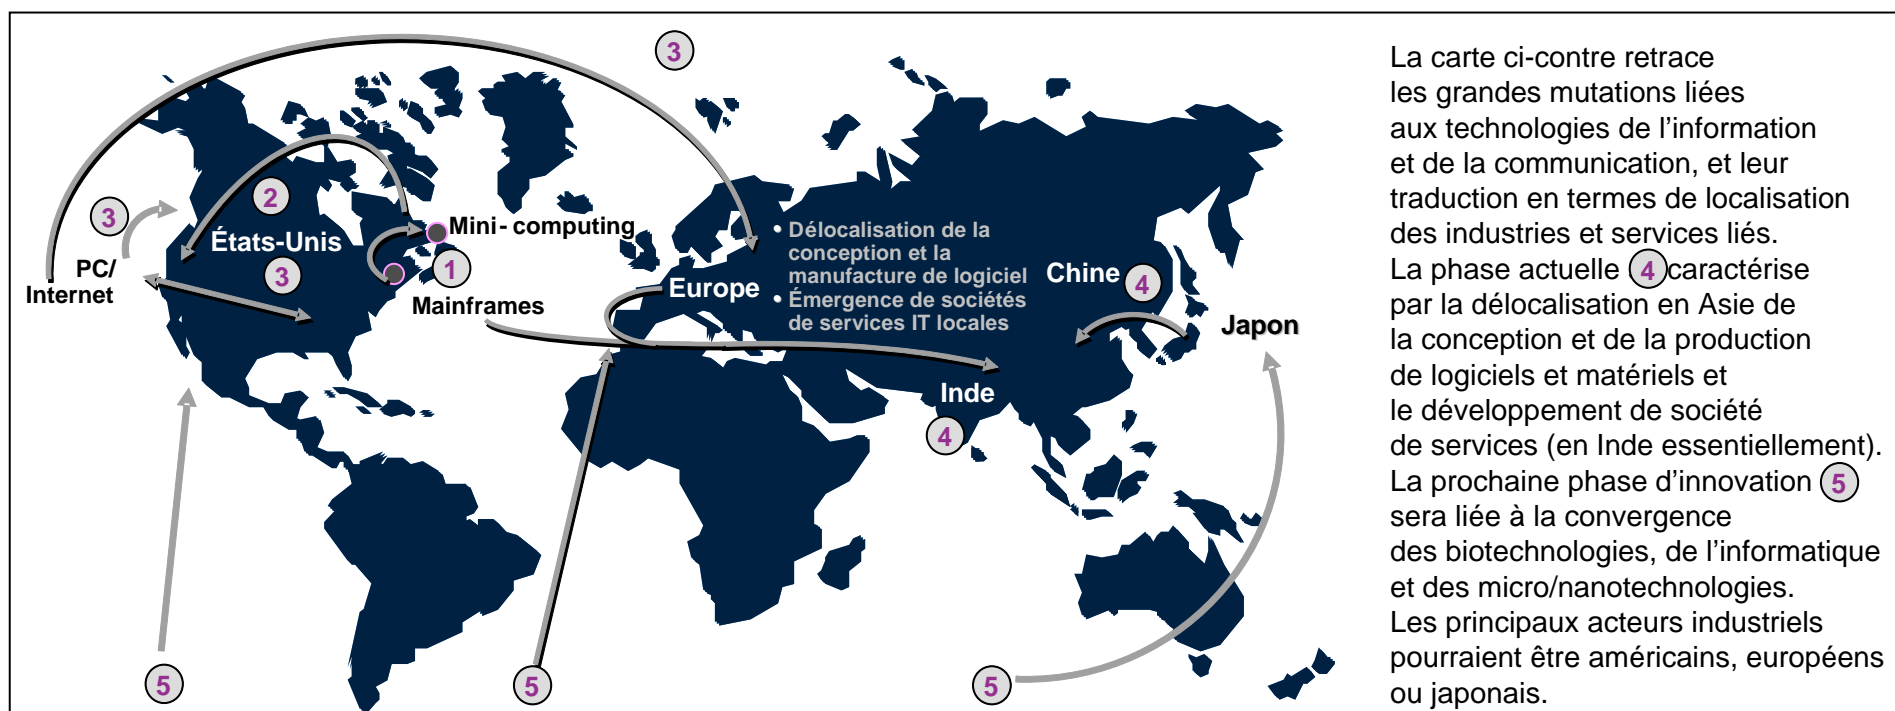 3
3
2
États-Unis
3
PC/
Internet
Mini-computing
1
Mainframes
Europe
• Délocalisation de la
conception et la
manufacture de logiciel
• Émergence de sociétés
de services IT locales
Chine
4
Japon
Inde
4
5
5
5
La carte ci-contre retrace
les grandes mutations liées
aux technologies de l'information
et de la communication, et leur
traduction en termes de localisation
des industries et services liés.
La phase actuelle 4 caractérise
par la délocalisation en Asie de
la conception et de la production
de logiciels et matériels et
le développement de société
de services (en Inde essentiellement).
La prochaine phase d'innovation 5
sera liée à la convergence
des biotechnologies, de l'informatique
et des micro/nanotechnologies.
Les principaux acteurs industriels
pourraient être américains, européens
ou japonais.